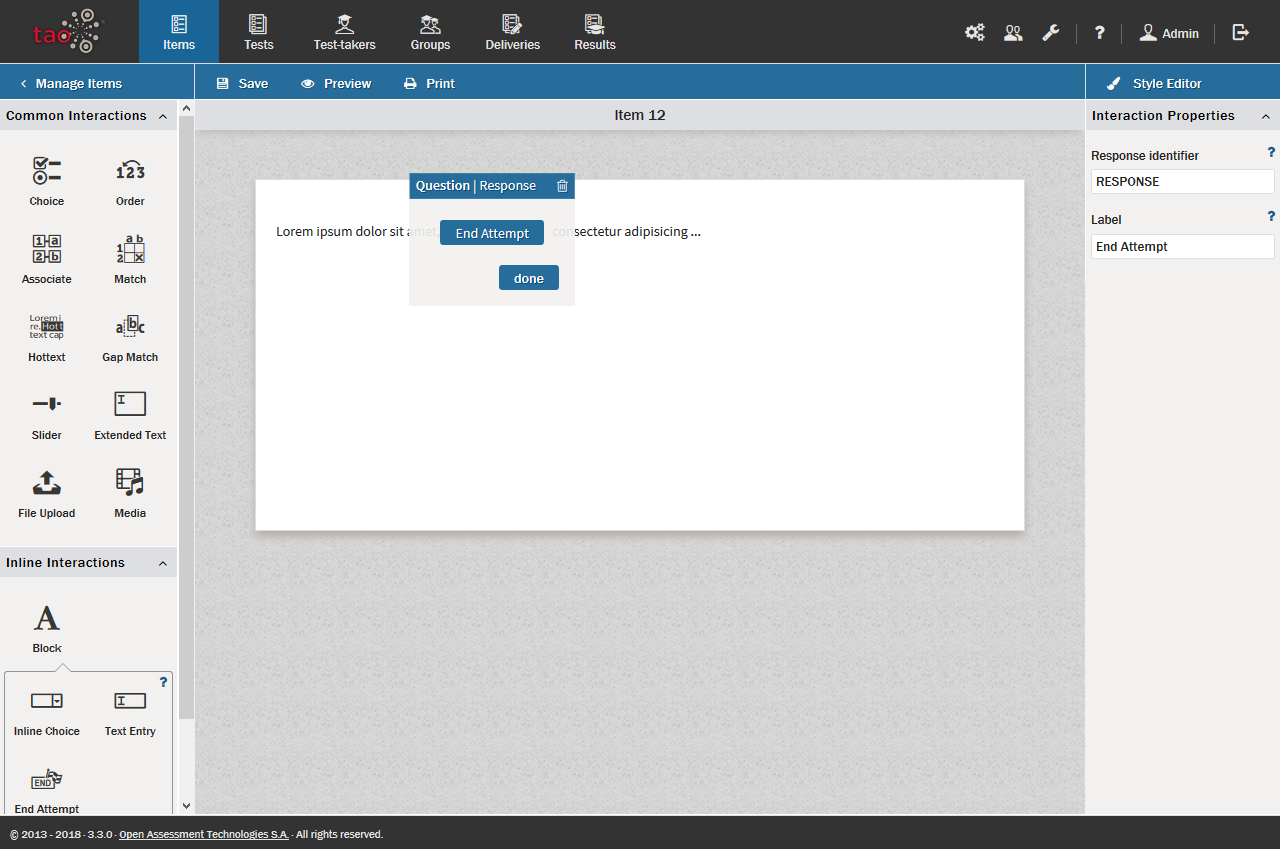 tao
Items
Tests
Test-takers
Groups
Deliveries
Results
?
Admin
Manage Items
Save
Preview
Print
Style Editor
Common Interactions
Item 12
Interaction Properties
Choice
Order
Associate
Match
Hottext
Gap Match
Slider
Extended Text
File Upload
Media
Inline Interactions
A
Block
?
Inline Choice
Text Entry
END
End Attempt
Question | Response
Lorem ipsum dolor sit amet, End Attempt consectetur adipisicing ...
done
Response identifier ?
RESPONSE
Label ?
End Attempt
© 2013 - 2018 · 3.3.0 · Open Assessment Technologies S.A. · All rights reserved.